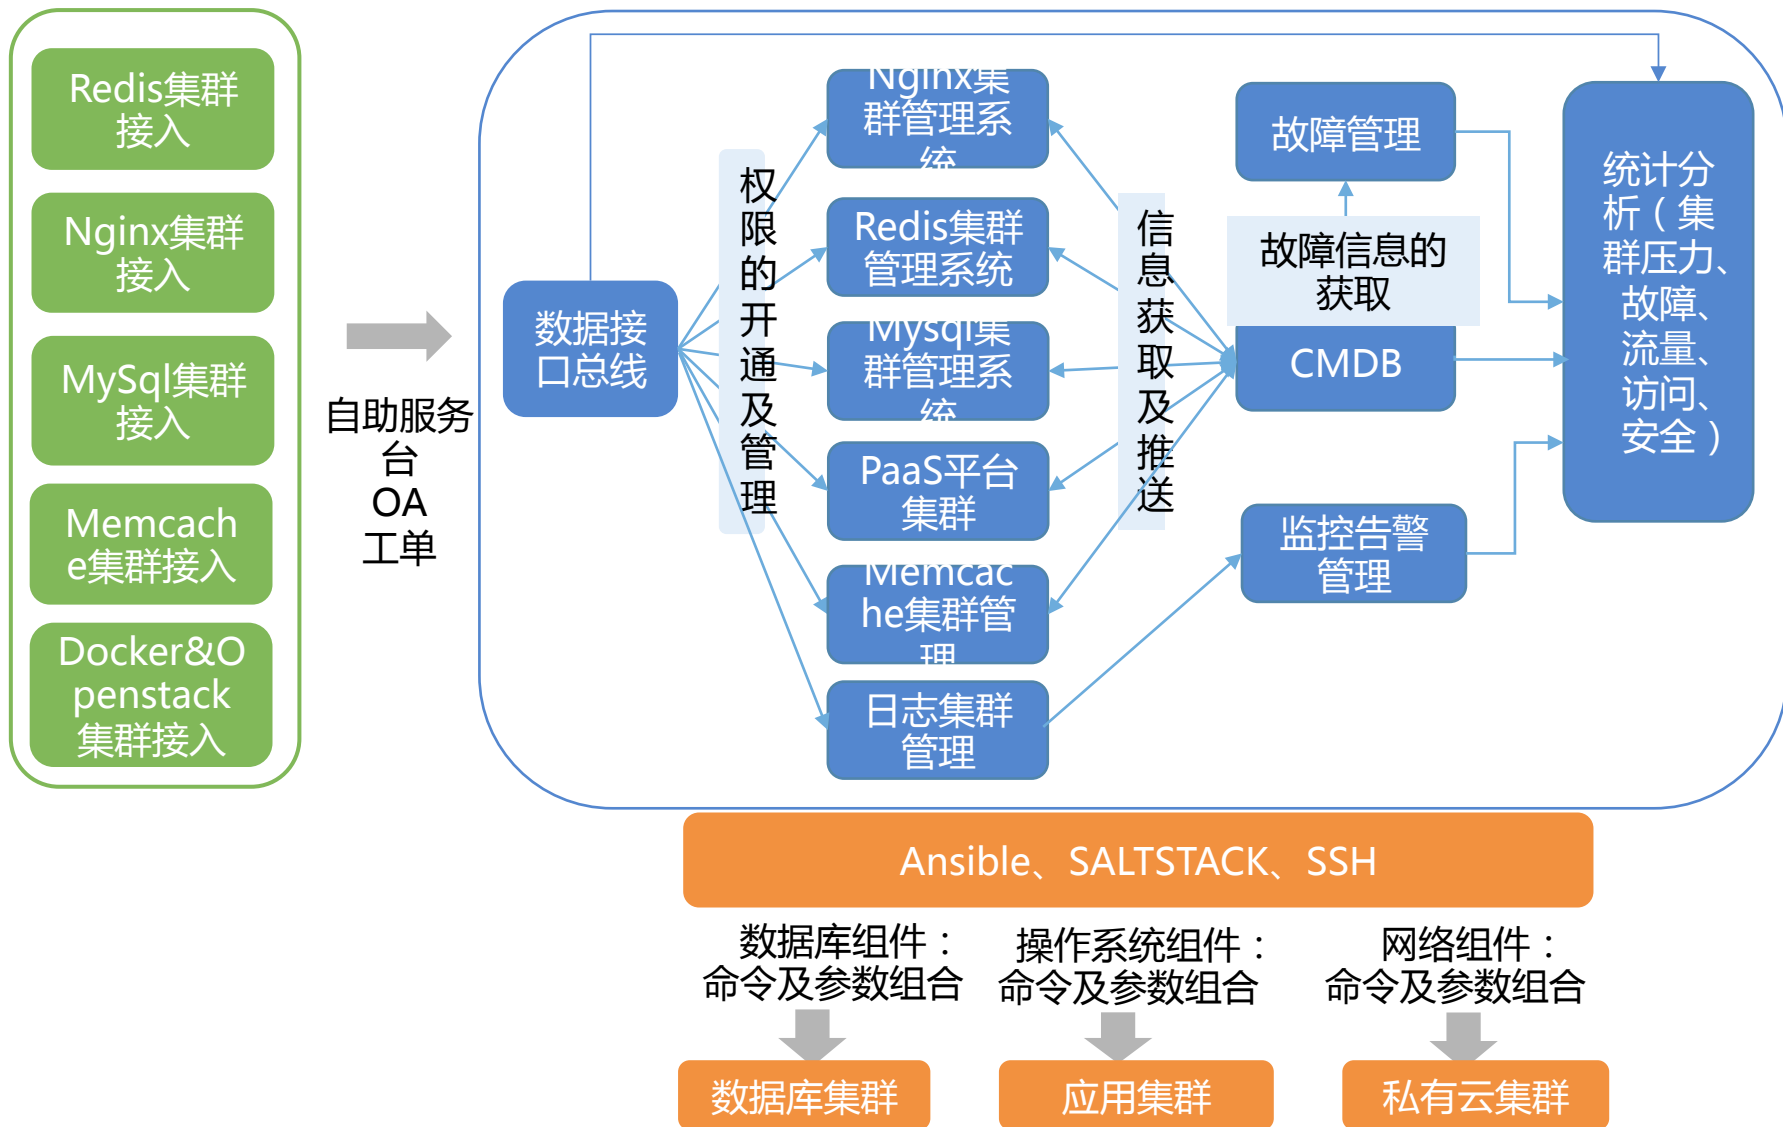 Redis集群
接入
Nginx集群
接入
MySql集群
接入
Memcach
e集群接入
Docker&O
penstack
集群接入
自助服务
台
OA
工单
数据接
口总线
权
限
的
开
通
及
管
理
Nginx集
群管理系
统
Redis集群
管理系统
Mysql集
群管理系
统
PaaS平台
集群
Memcac
he集群管
理
日志集群
管理
信
息
获
取
及
推
送
故障管理
故障信息的
获取
CMDB
监控告警
管理
统计分
析（集
群压力、
故障、
流量、
访问、
安全）
Ansible、SALTSTACK、SSH
数据库组件：
命令及参数组合
操作系统组件：
命令及参数组合
网络组件：
命令及参数组合
数据库集群
应用集群
私有云集群